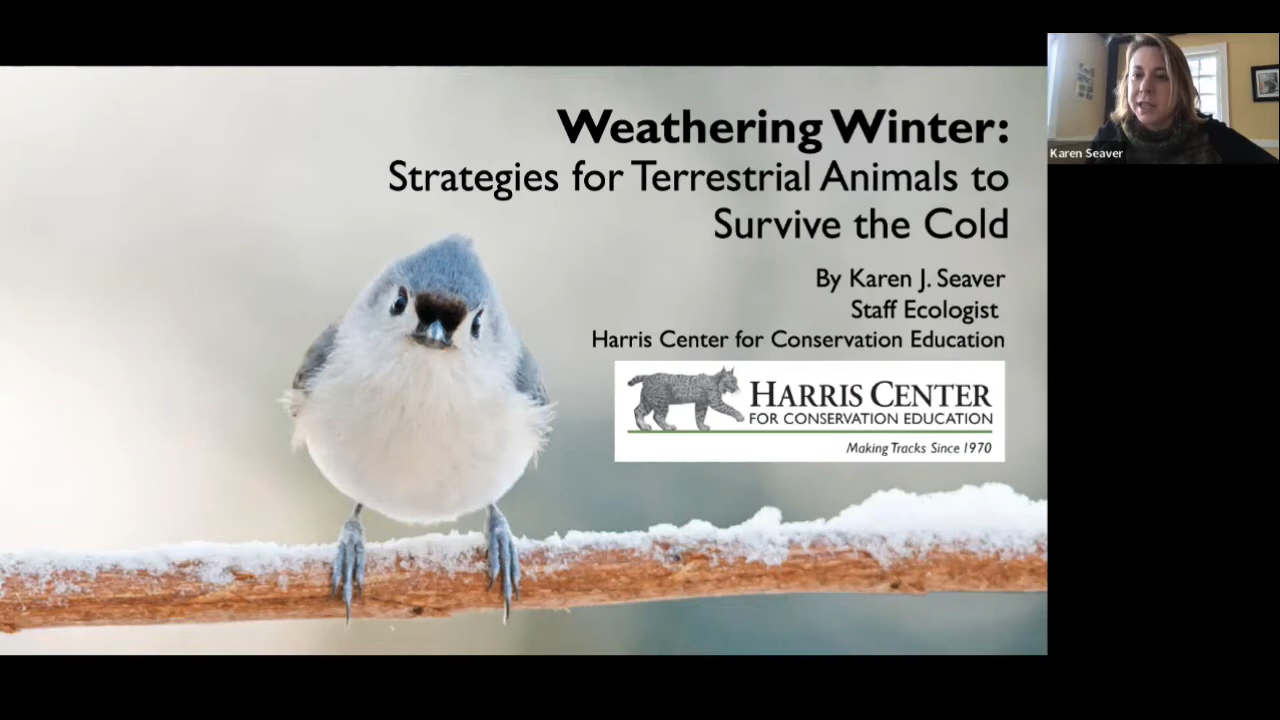 Weathering Winter:
Strategies for Terrestrial Animals to
Survive the Cold
By Karen J. Seaver
Staff Ecologist
Harris Center for Conservation Education
HARRIS CENTER
FOR CONSERVATION EDUCATION
Making Tracks Since 1970
Karen Seaver